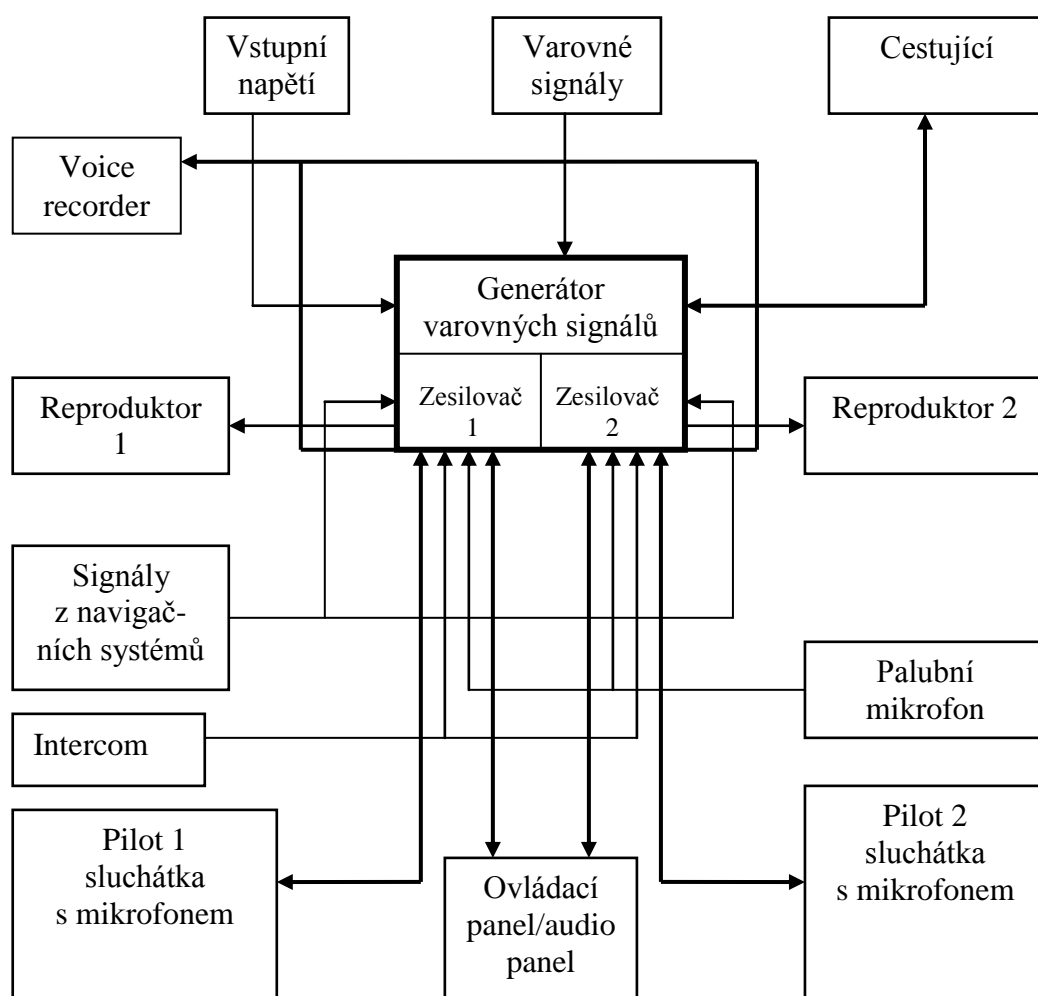 Vstupní
napětí
Varovné
signály
Cestující
Voice
recorder
Generátor
varovných signálů
Zesilovač
1
Zesilovač
2
Reproduktor
1
Reproduktor 2
Signály
z navigač-
ních systémů
Palubní
mikrofon
Intercom
Pilot 1
sluchátka
s mikrofonem
Ovládací
panel/audio
panel
Pilot 2
sluchátka
s mikrofonem